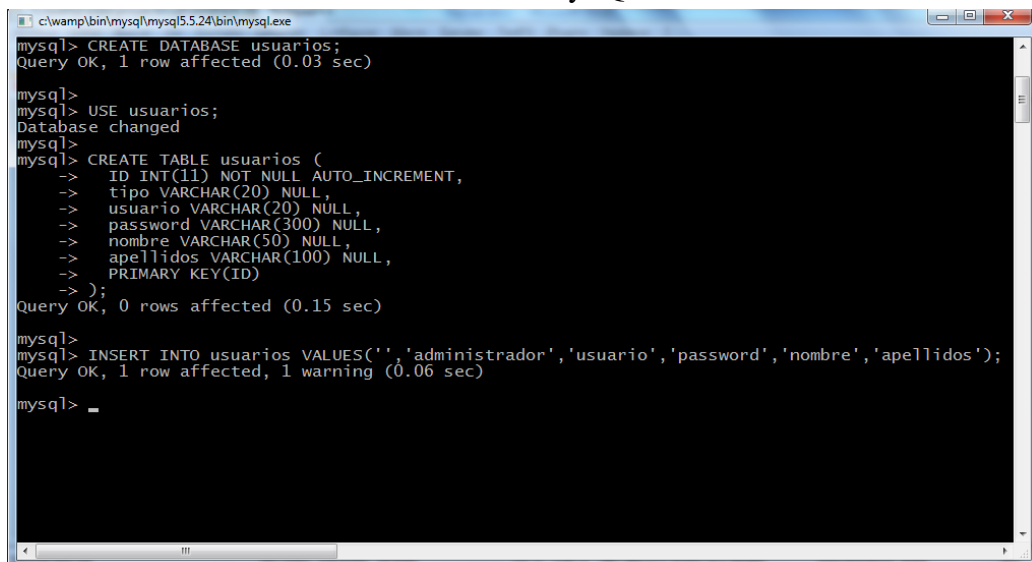 c:\wamp\bin\mysql\mysql5.5.24\bin\mysql.exe
mysql> CREATE DATABASE usuarios;
Query OK, 1 row affected (0.03 sec)
mysql>
mysql> USE usuarios;
Database changed
mysql>
mysql> CREATE TABLE usuarios (
    ->   ID INT(11) NOT NULL AUTO_INCREMENT,
    ->   tipo VARCHAR(20) NULL,
    ->   usuario VARCHAR(20) NULL,
    ->   password VARCHAR(300) NULL,
    ->   nombre VARCHAR(50) NULL,
    ->   apellidos VARCHAR(100) NULL,
    ->   PRIMARY KEY(ID)
    -> );
Query OK, 0 rows affected (0.15 sec)
mysql>
mysql> INSERT INTO usuarios VALUES('','administrador','usuario','password','nombre','apellidos');
Query OK, 1 row affected, 1 warning (0.06 sec)
mysql> _